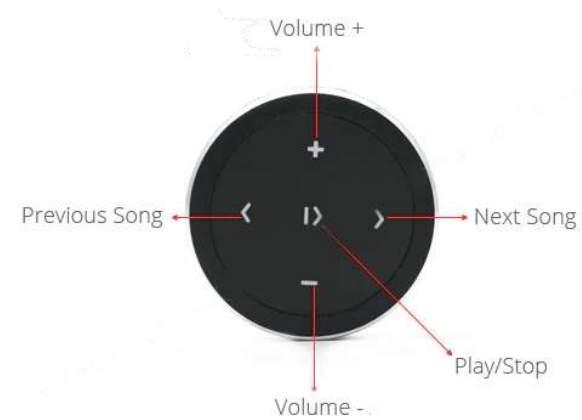 Volume +
Previous Song
Next Song
Play/Stop
Volume -